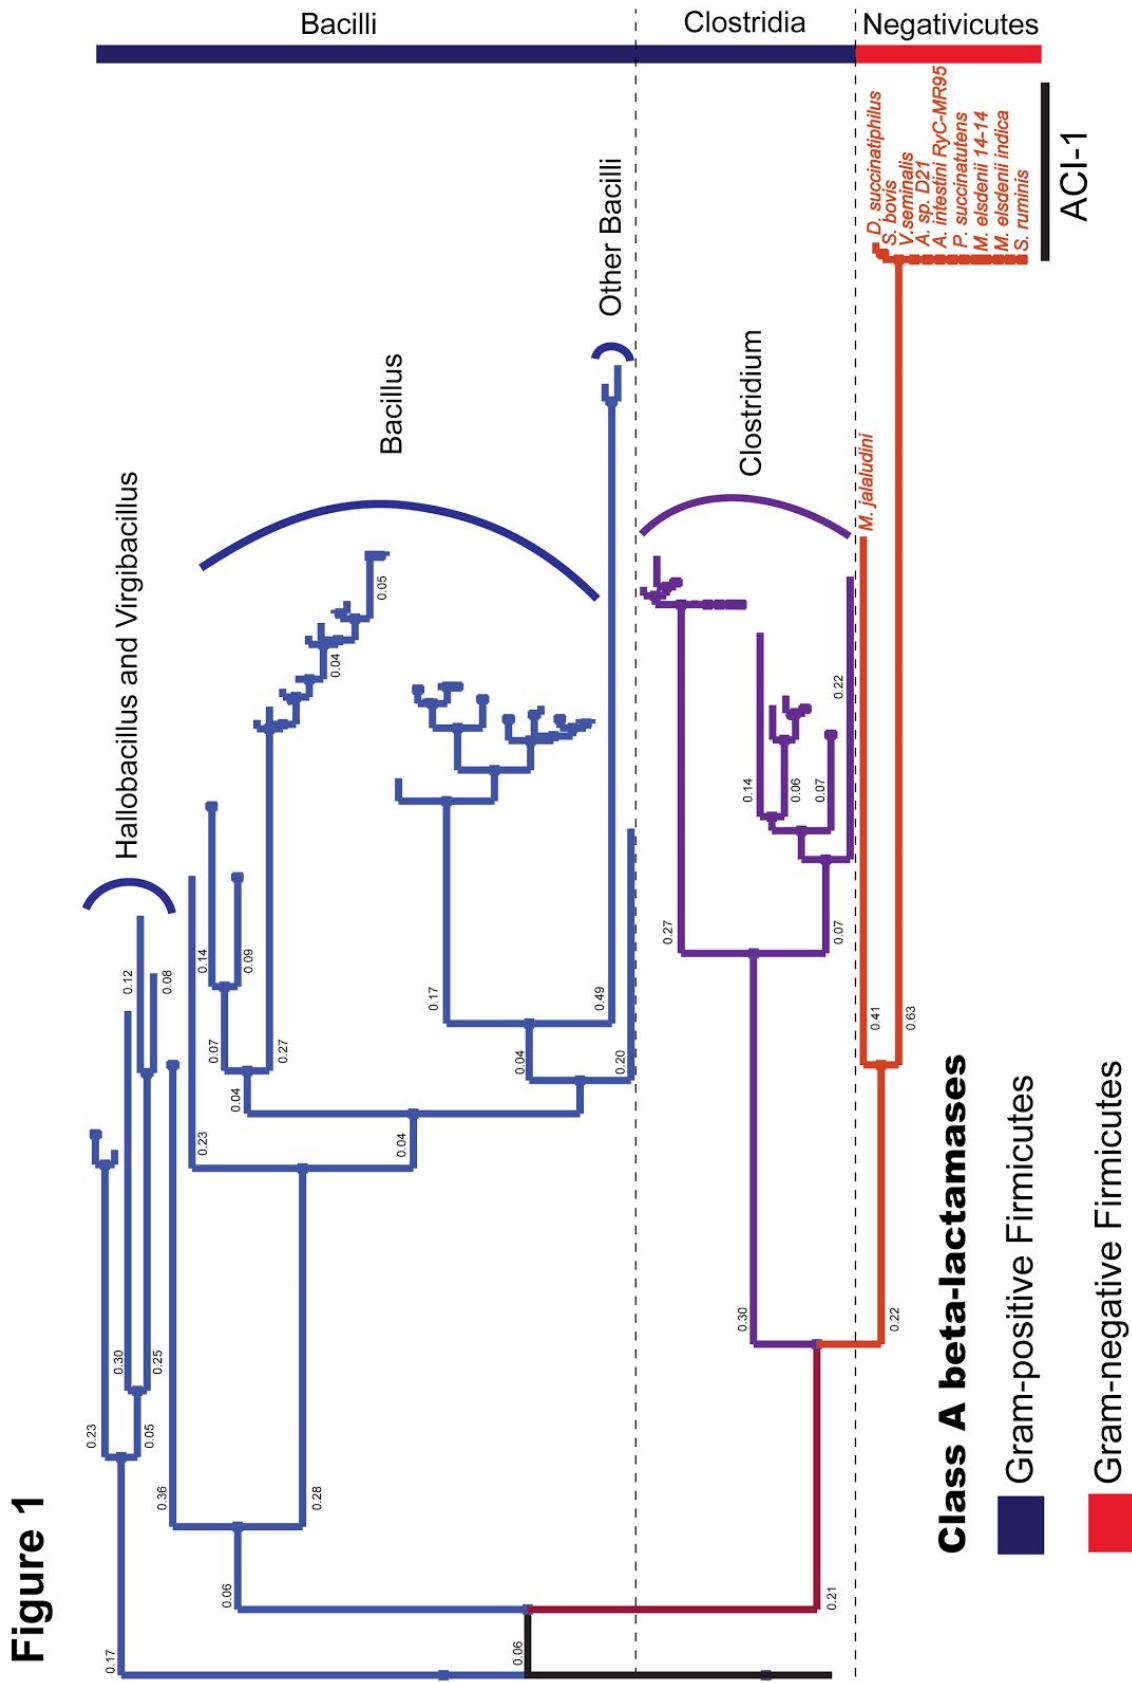 Figure 1
Bacilli
Clostridia
Negativicutes
Hallobacillus and Virgibacillus
Bacillus
Other Bacilli
Clostridium
M. jalaludini
D. succinatiphilus
S. bovis
V.seminalis
A. sp. D21
A. intestini RyC-MR95
P. succinatutens
M. elsdenii 14-14
M. elsdenii indica
S. ruminis
ACI-1
0.17
0.23
0.05
0.30
0.25
0.12
0.08
0.06
0.36
0.28
0.23
0.04
0.04
0.07
0.27
0.14
0.09
0.04
0.05
0.04
0.20
0.17
0.49
0.06
0.21
0.30
0.27
0.07
0.14
0.06
0.07
0.22
0.22
0.41
0.63
Class A beta-lactamases
Gram-positive Firmicutes
Gram-negative Firmicutes